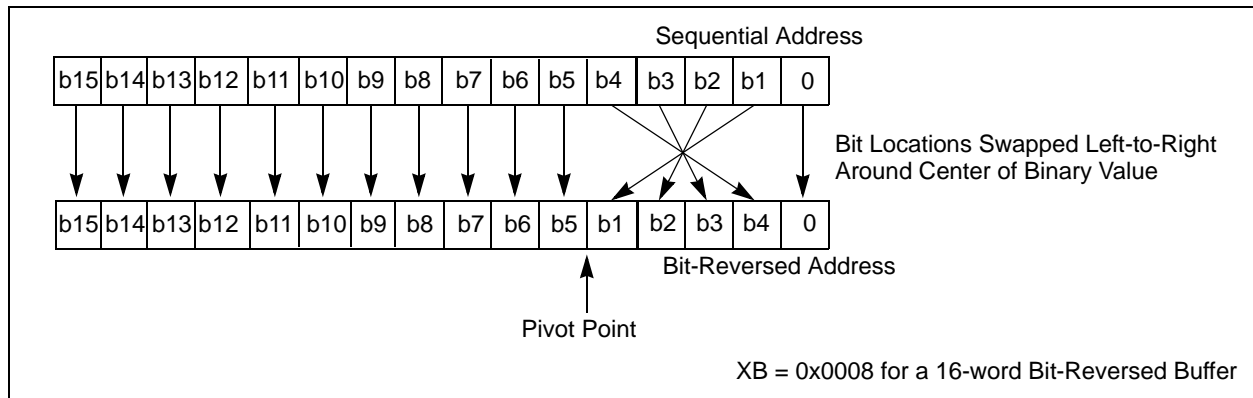 Sequential Address
b15 b14 b13 b12 b11 b10 b9 b8 b7 b6 b5 b4 b3 b2 b1 0
Bit Locations Swapped Left-to-Right
Around Center of Binary Value
b15 b14 b13 b12 b11 b10 b9 b8 b7 b6 b5 b1 b2 b3 b4 0
Bit-Reversed Address
Pivot Point
XB = 0x0008 for a 16-word Bit-Reversed Buffer